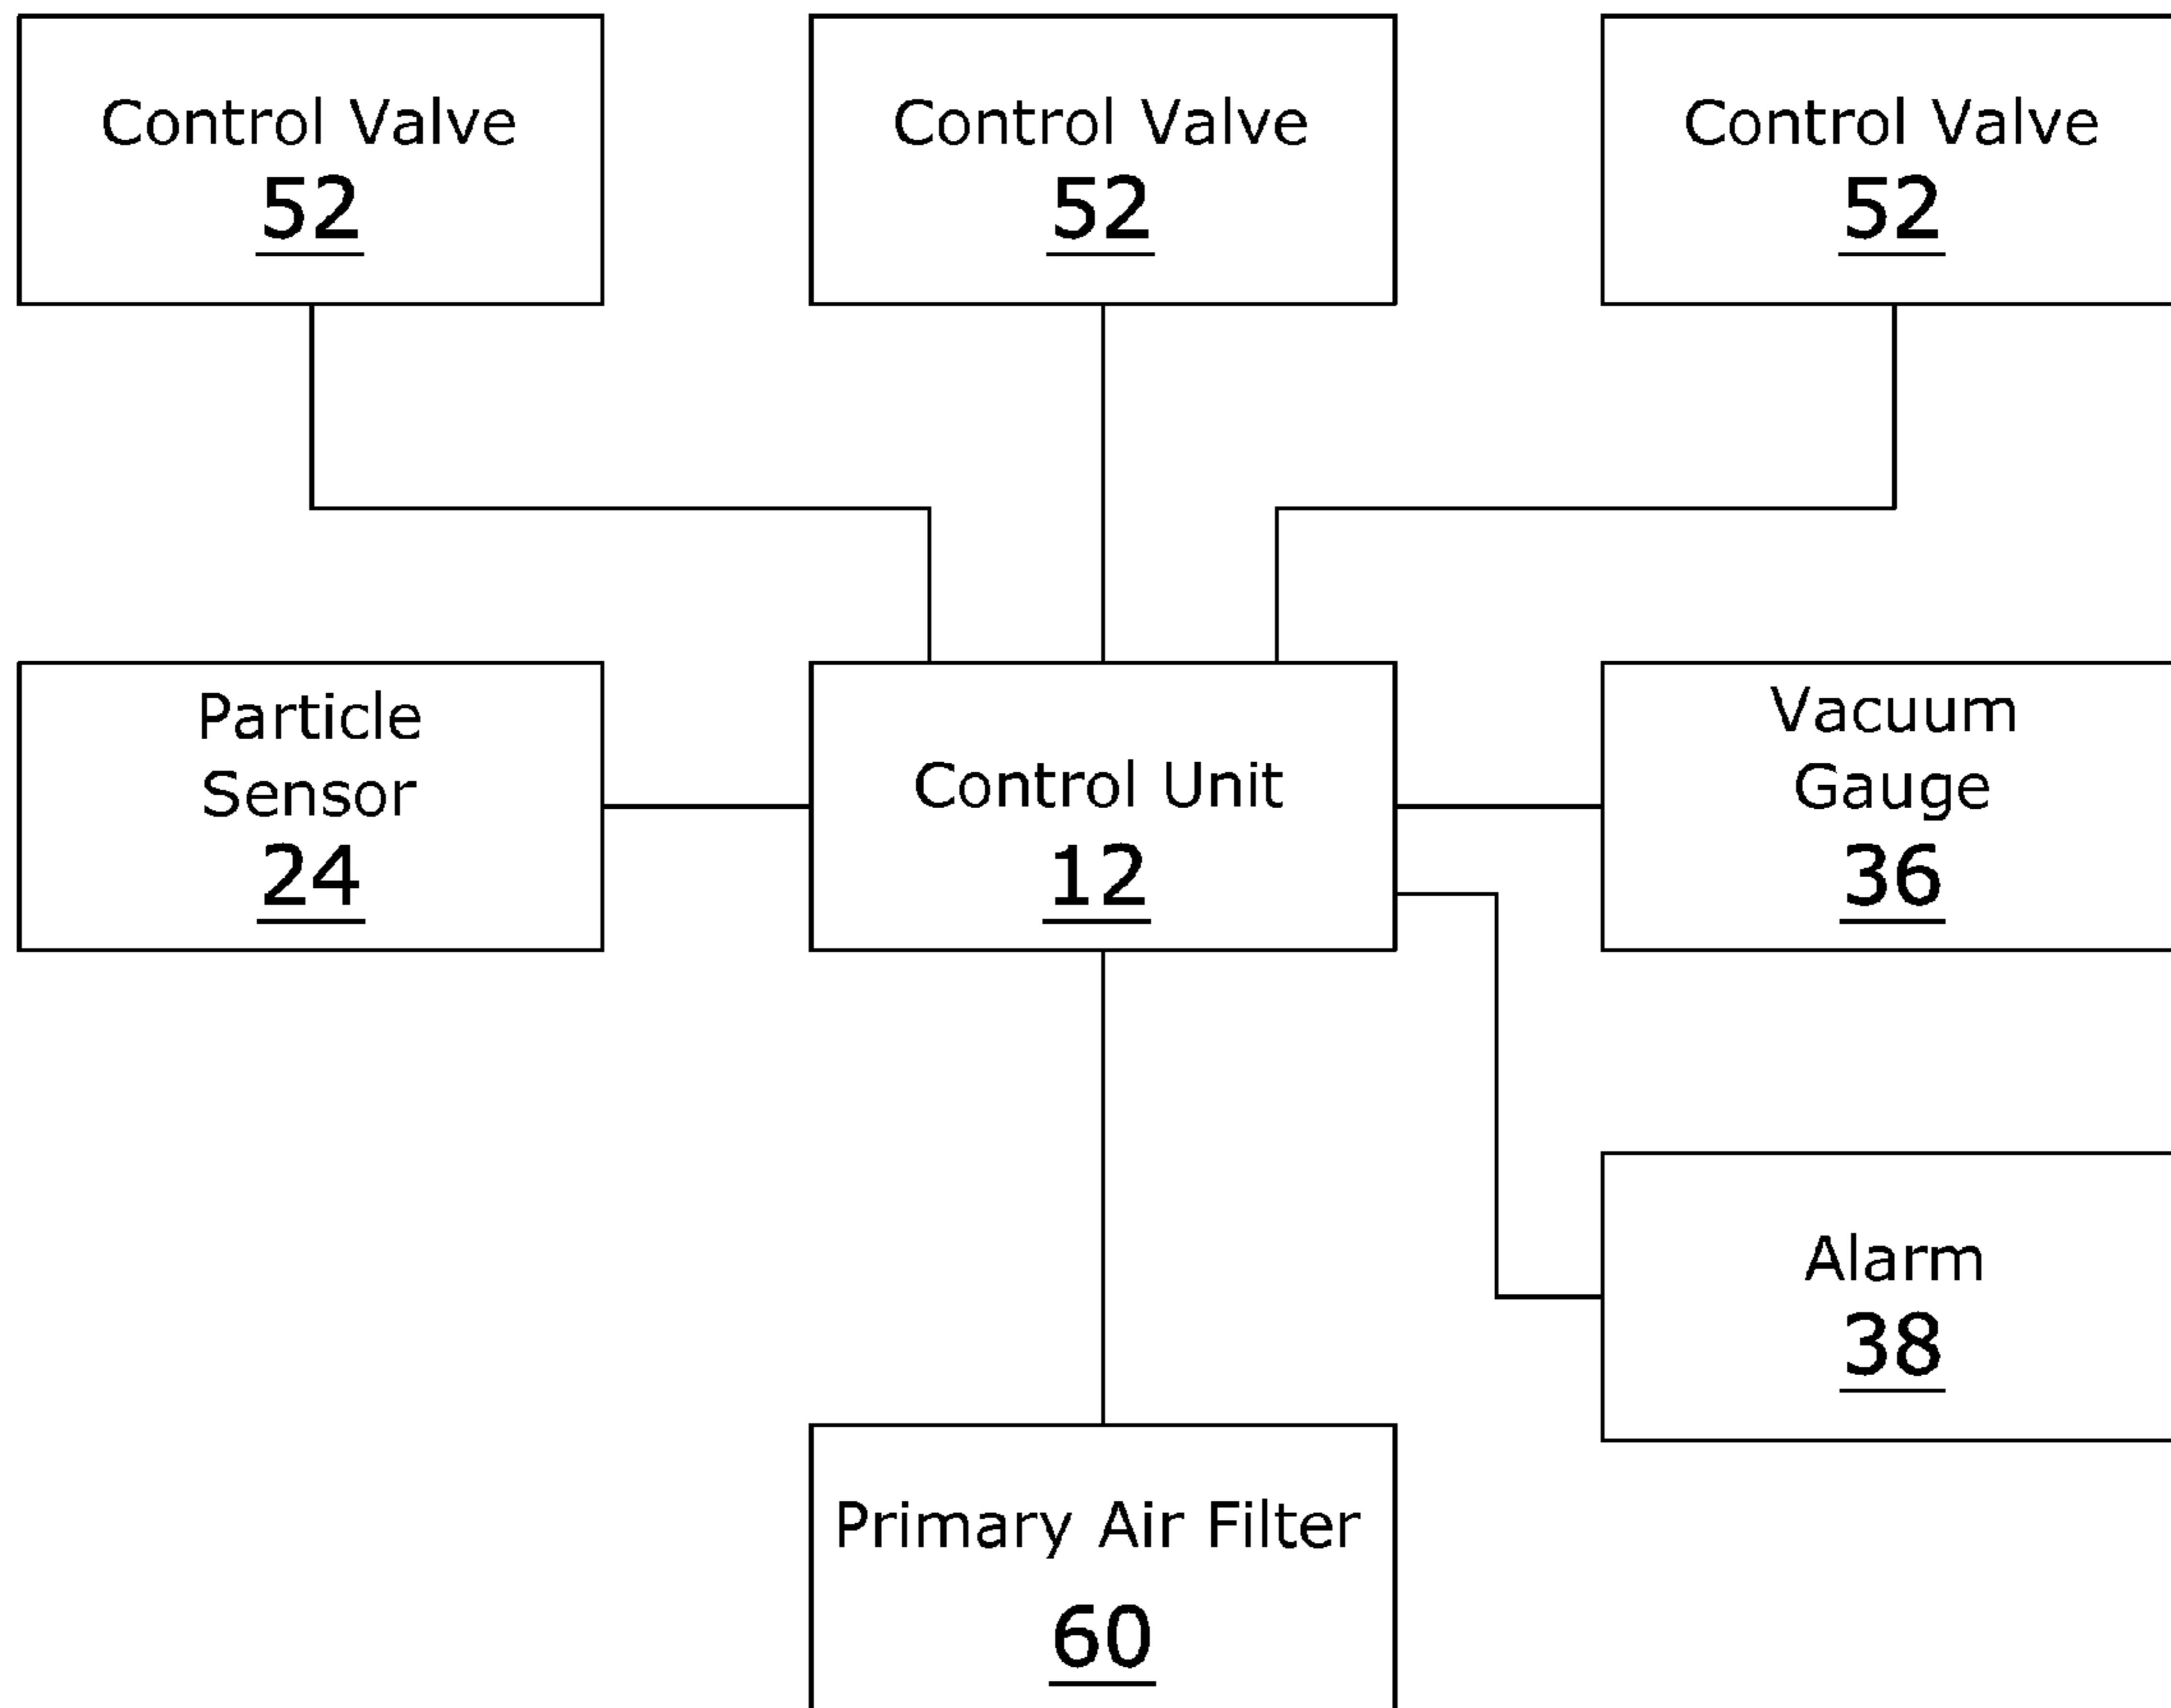 Control Valve
52
Control Valve
52
Control Valve
52
Particle
Sensor
24
Control Unit
12
Vacuum
Gauge
36
Alarm
38
Primary Air Filter
60